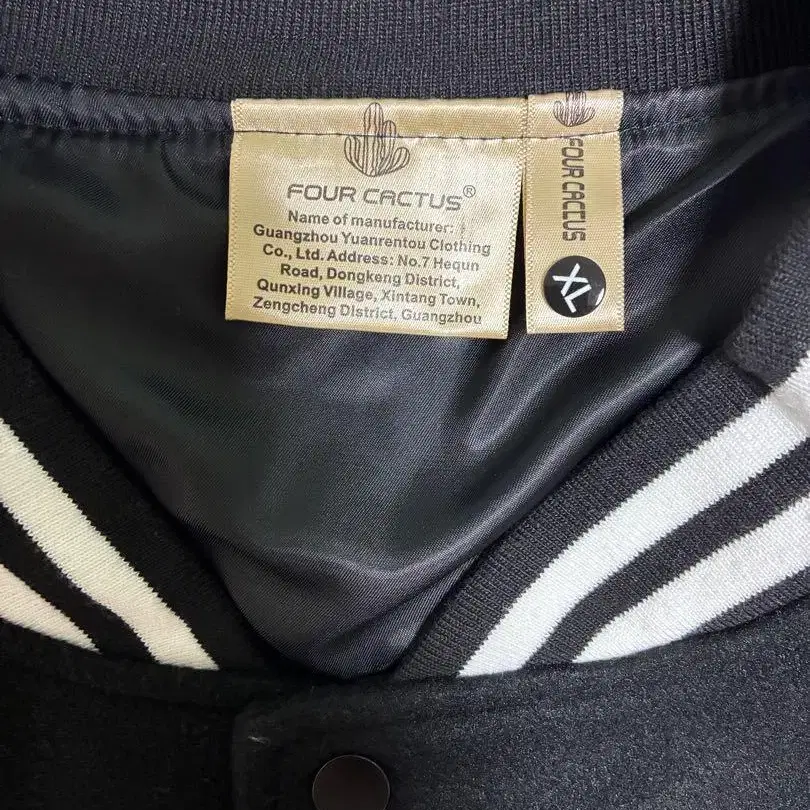 FOUR CACTUS®
Name of manufacturer:
Guangzhou Yuanrentou Clothing
Co., Ltd. Address: No.7 Hequn
Road, Dongkeng District,
Qunxing Village, Xintang Town,
Zengcheng District, Guangzhou
FOUR CACTUS
XL